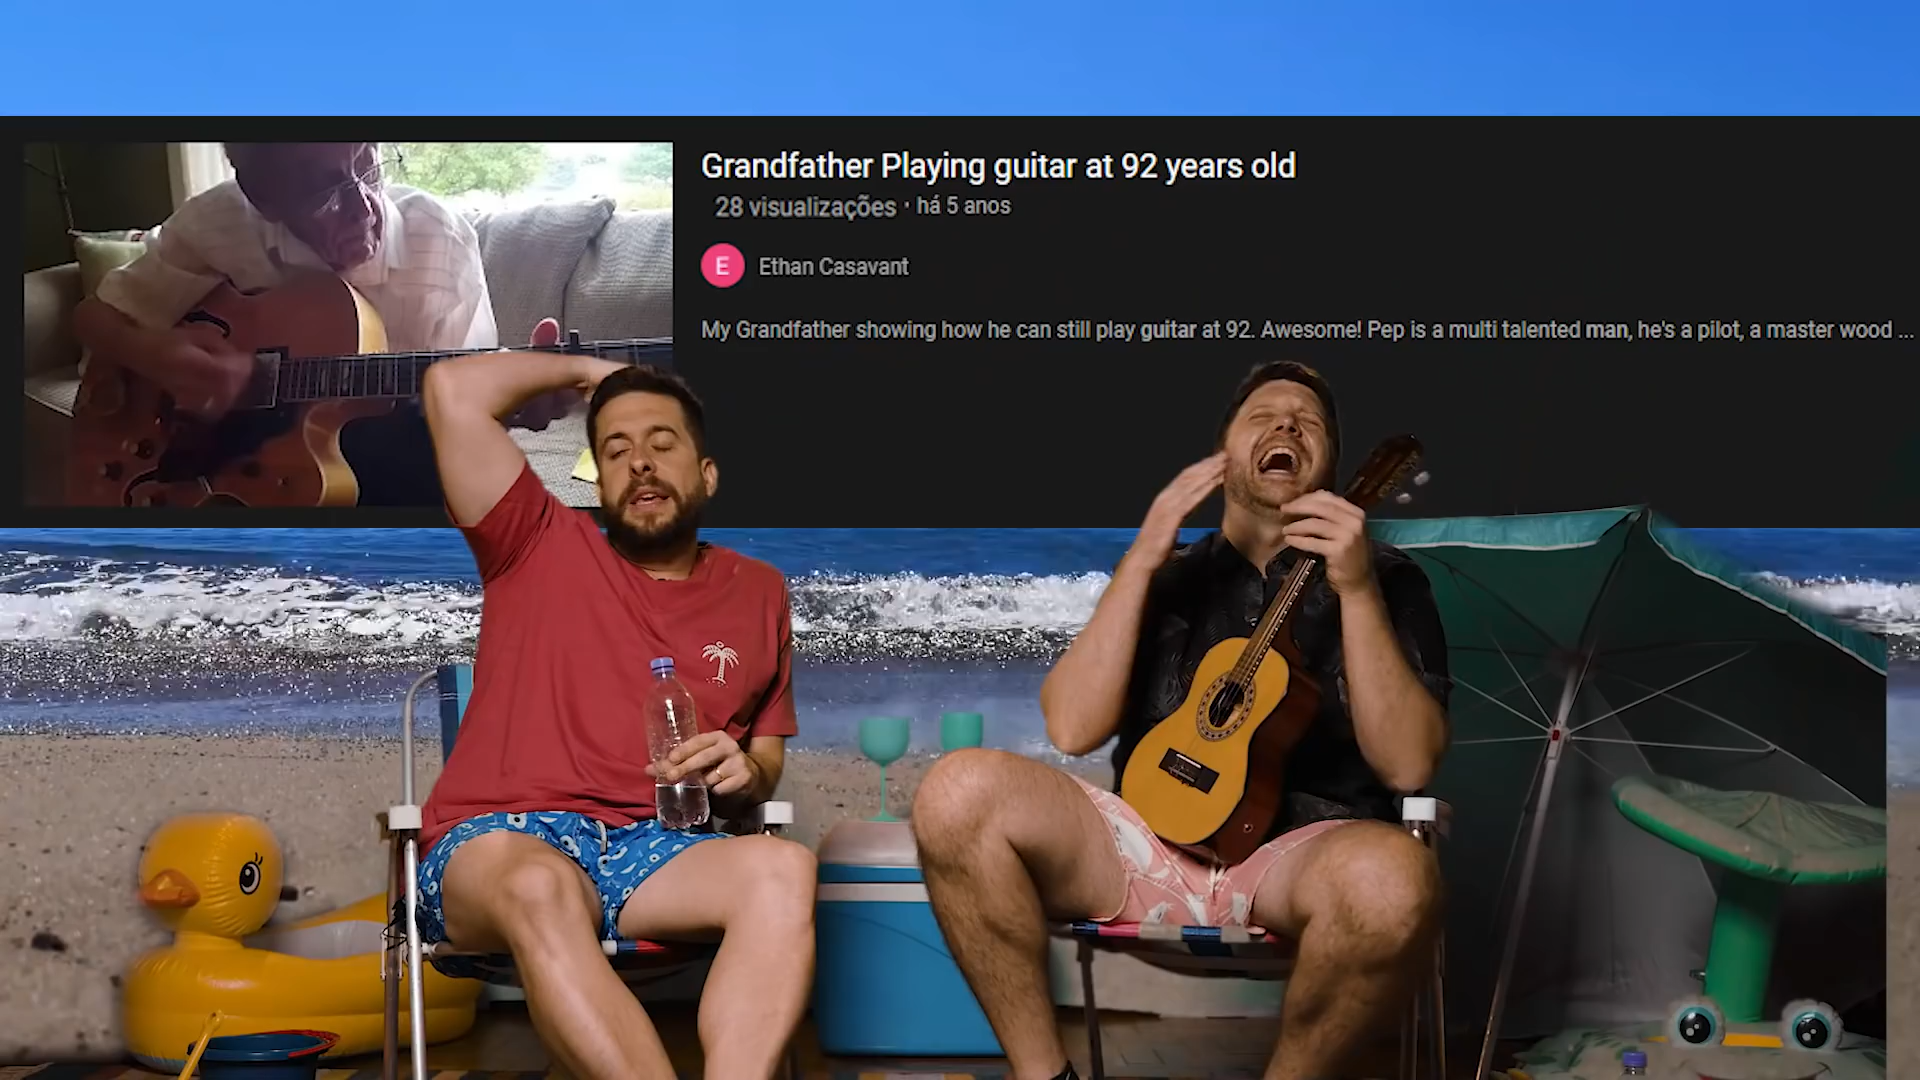 Grandfather Playing guitar at 92 years old
28 visualizações · há 5 anos
E
Ethan Casavant
My Grandfather showing how he can still play guitar at 92. Awesome! Pep is a multi talented man, he's a pilot, a master wood ...